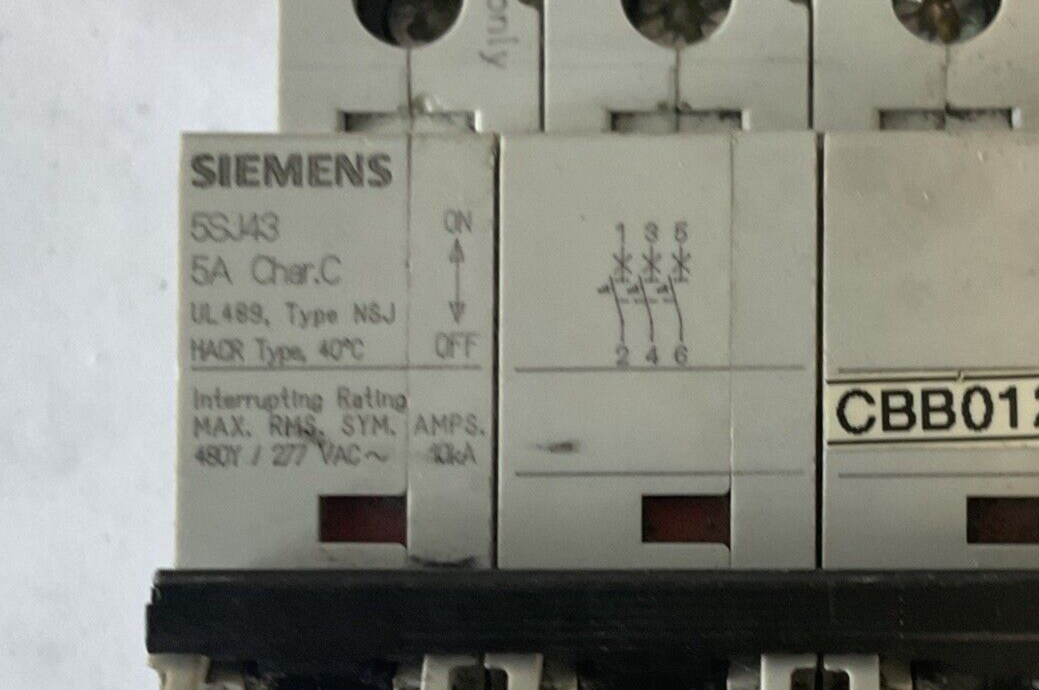 only
SIEMENS
5SJ43
5A Char.C
UL489, Type NSJ
HACR Type, 40°C
ON
OFF
Interrupting Rating
MAX. RMS. SYM. AMPS.
480Y / 277 VAC~ 10kA
1 3 5
2 4 6
CBB012